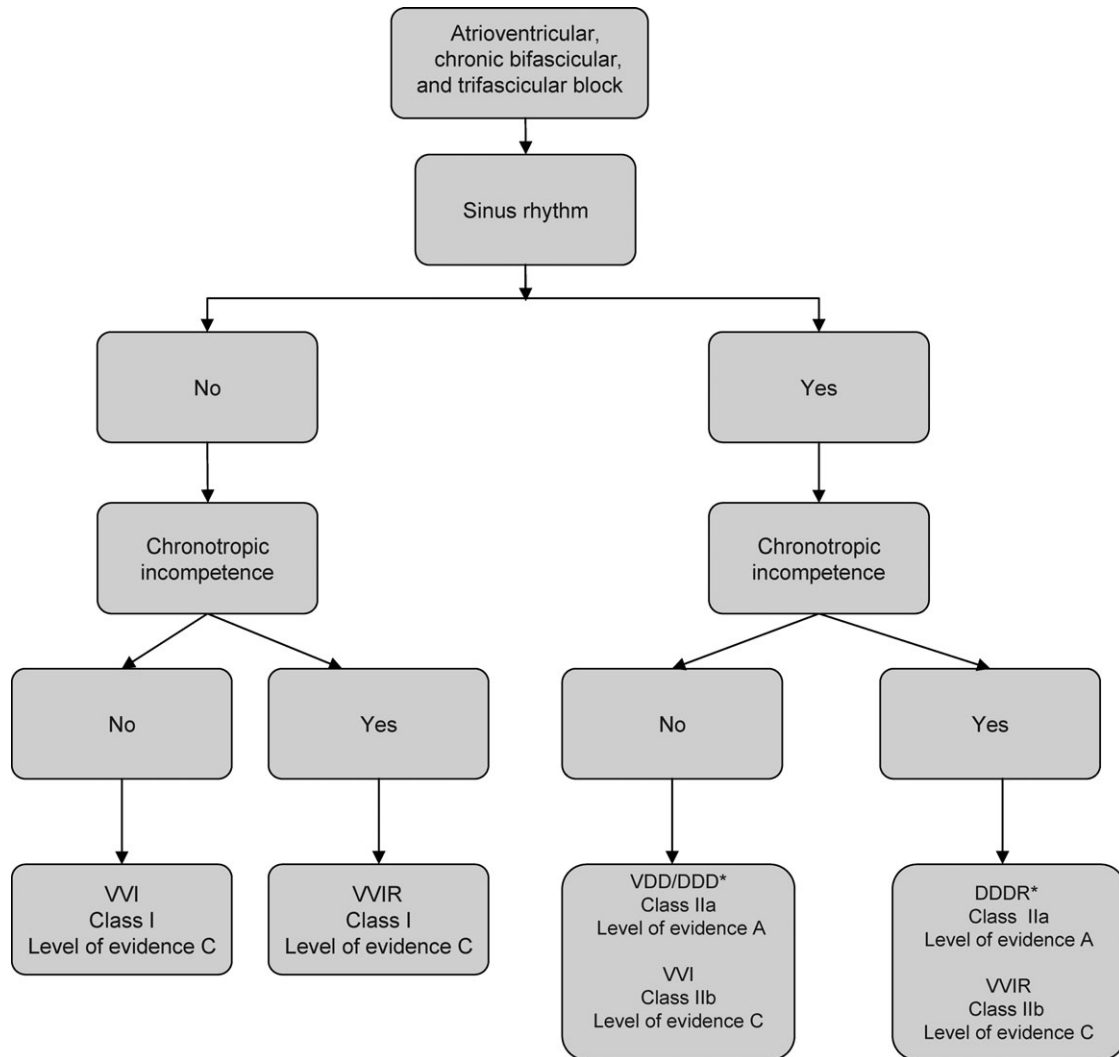 Atrioventricular,
chronic bifascicular,
and trifascicular block
Sinus rhythm
No
Yes
Chronotropic
incompetence
Chronotropic
incompetence
No
Yes
No
Yes
VVI
Class I
Level of evidence C
VVIR
Class I
Level of evidence C
VDD/DDD*
Class IIa
Level of evidence A
VVI
Class IIb
Level of evidence C
DDDR*
Class IIa
Level of evidence A
VVIR
Class IIb
Level of evidence C